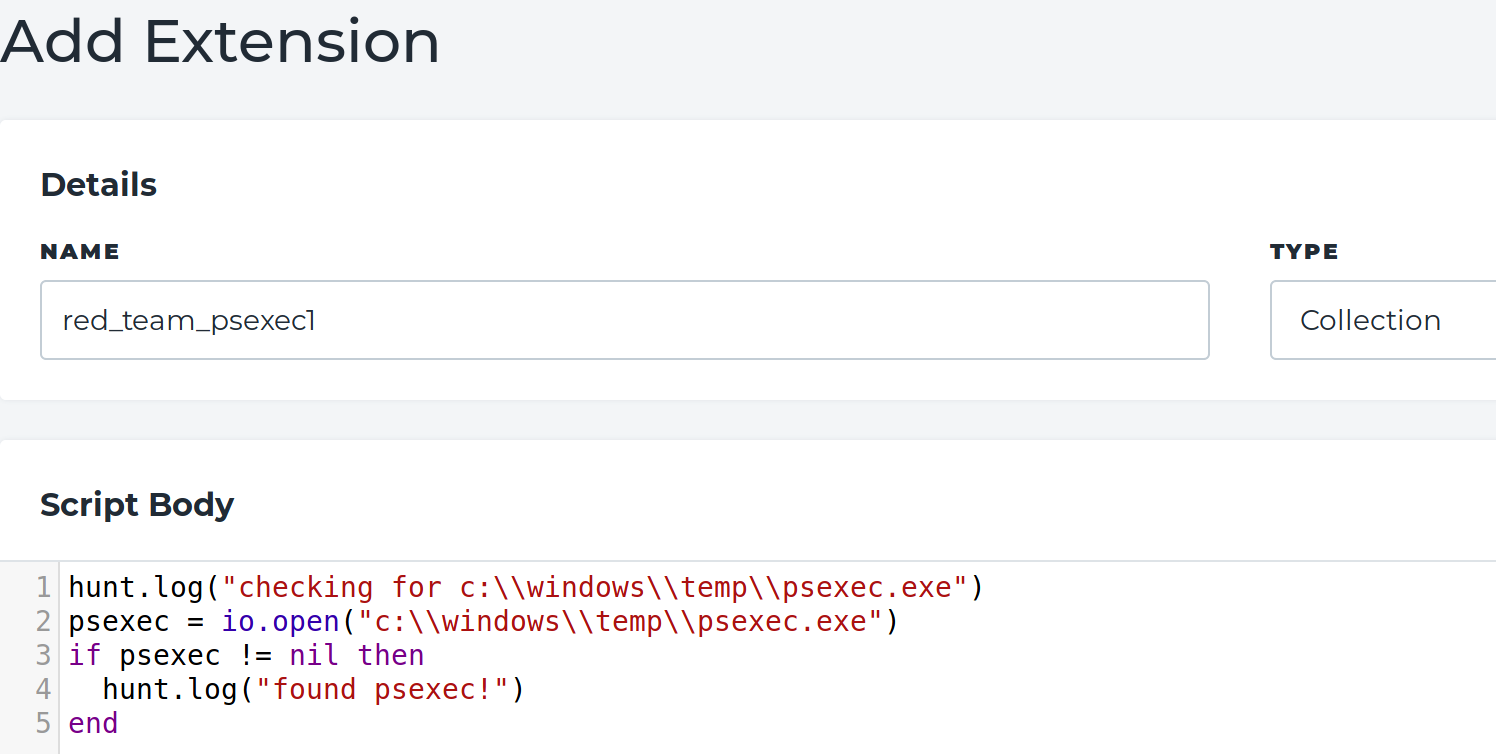 Add Extension
Details
NAME
TYPE
red_team_psexec1
Collection
Script Body
1 hunt.log("checking for c:\\windows\\temp\\psexec.exe")
2 psexec = io.open("c:\\windows\\temp\\psexec.exe")
3 if psexec != nil then
4   hunt.log("found psexec!")
5 end